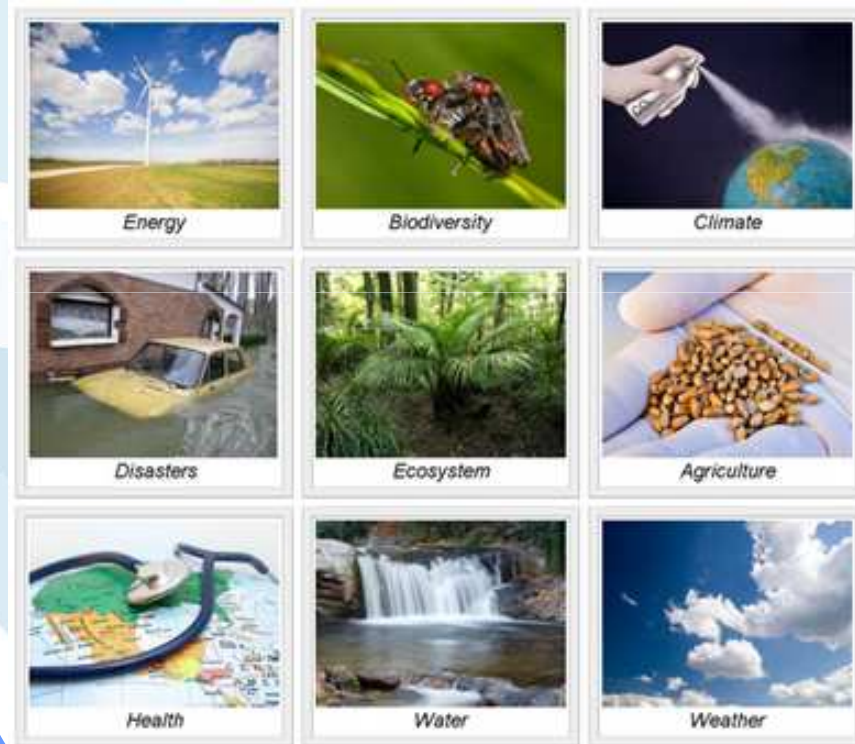 Energy
Biodiversity
Climate
Disasters
Ecosystem
Agriculture
Health
Water
Weather